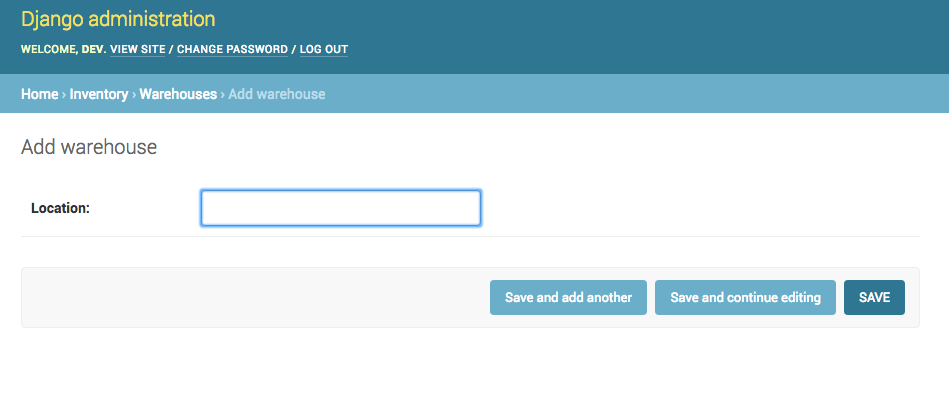 Django administration
WELCOME, DEV. VIEW SITE / CHANGE PASSWORD / LOG OUT
Home › Inventory › Warehouses › Add warehouse
Add warehouse
Location:
Save and add another Save and continue editing SAVE